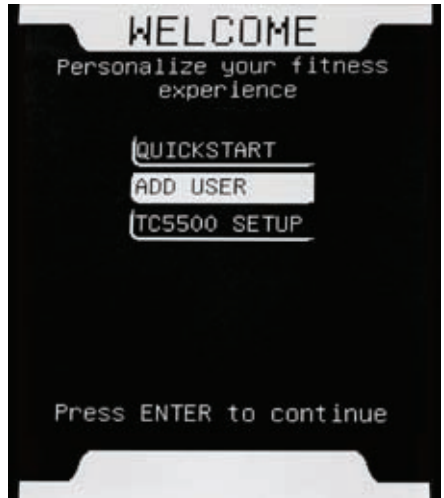 WELCOME
Personalize your fitness
experience
QUICKSTART
ADD USER
TC5500 SETUP
Press ENTER to continue